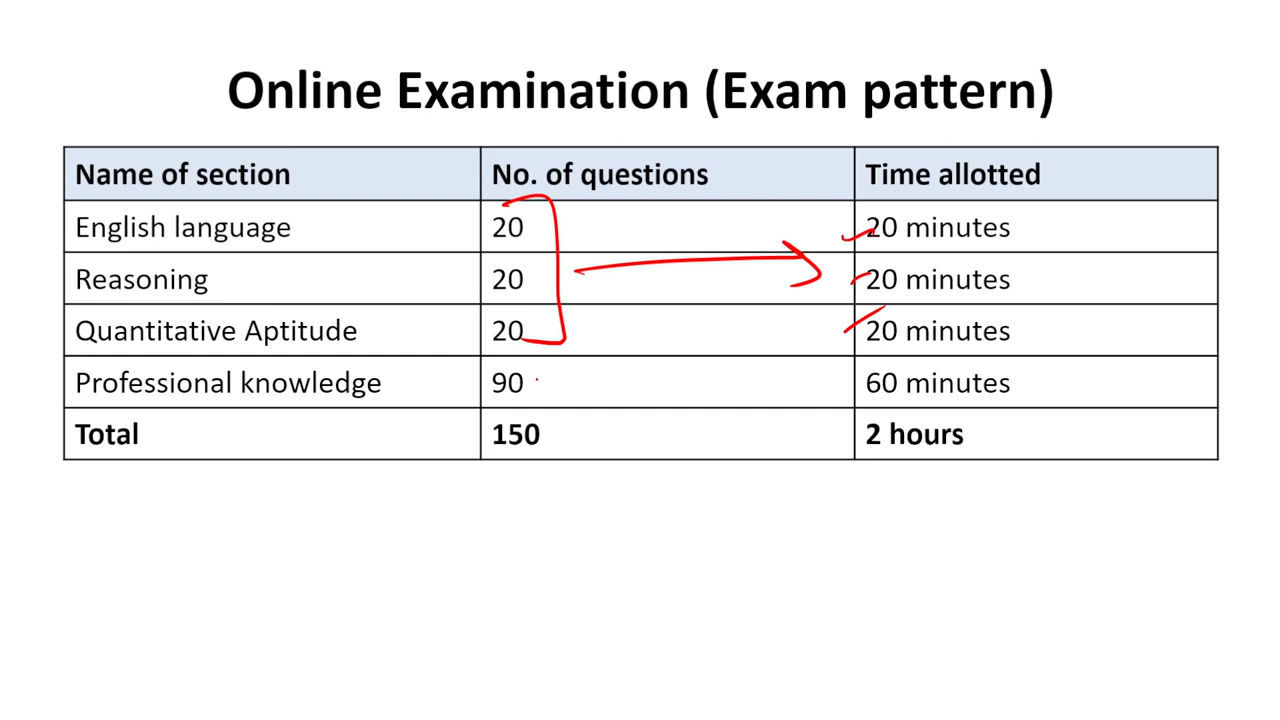 Online Examination (Exam pattern)
Name of section No. of questions Time allotted
English language 20 20 minutes
Reasoning 20 20 minutes
Quantitative Aptitude 20 20 minutes
Professional knowledge 90 60 minutes
Total 150 2 hours